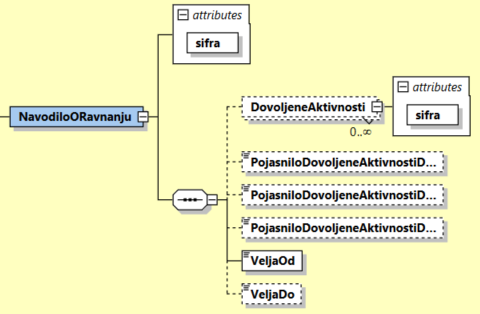 attributes
sifra
DovoljeneAktivnosti
attributes
sifra
0..∞
NavodiloORavnanju
PojasniloDovoljeneAktivnostiD...
PojasniloDovoljeneAktivnostiD...
PojasniloDovoljeneAktivnostiD...
VeljaOd
VeljaDo